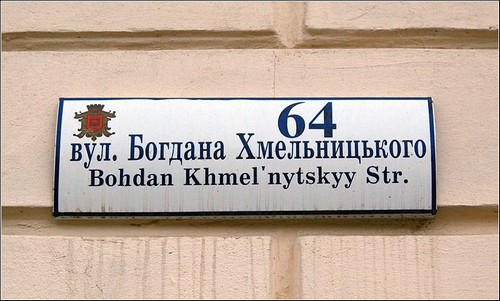 64
вул. Богдана Хмельницького
Bohdan Khmel'nytskyy Str.